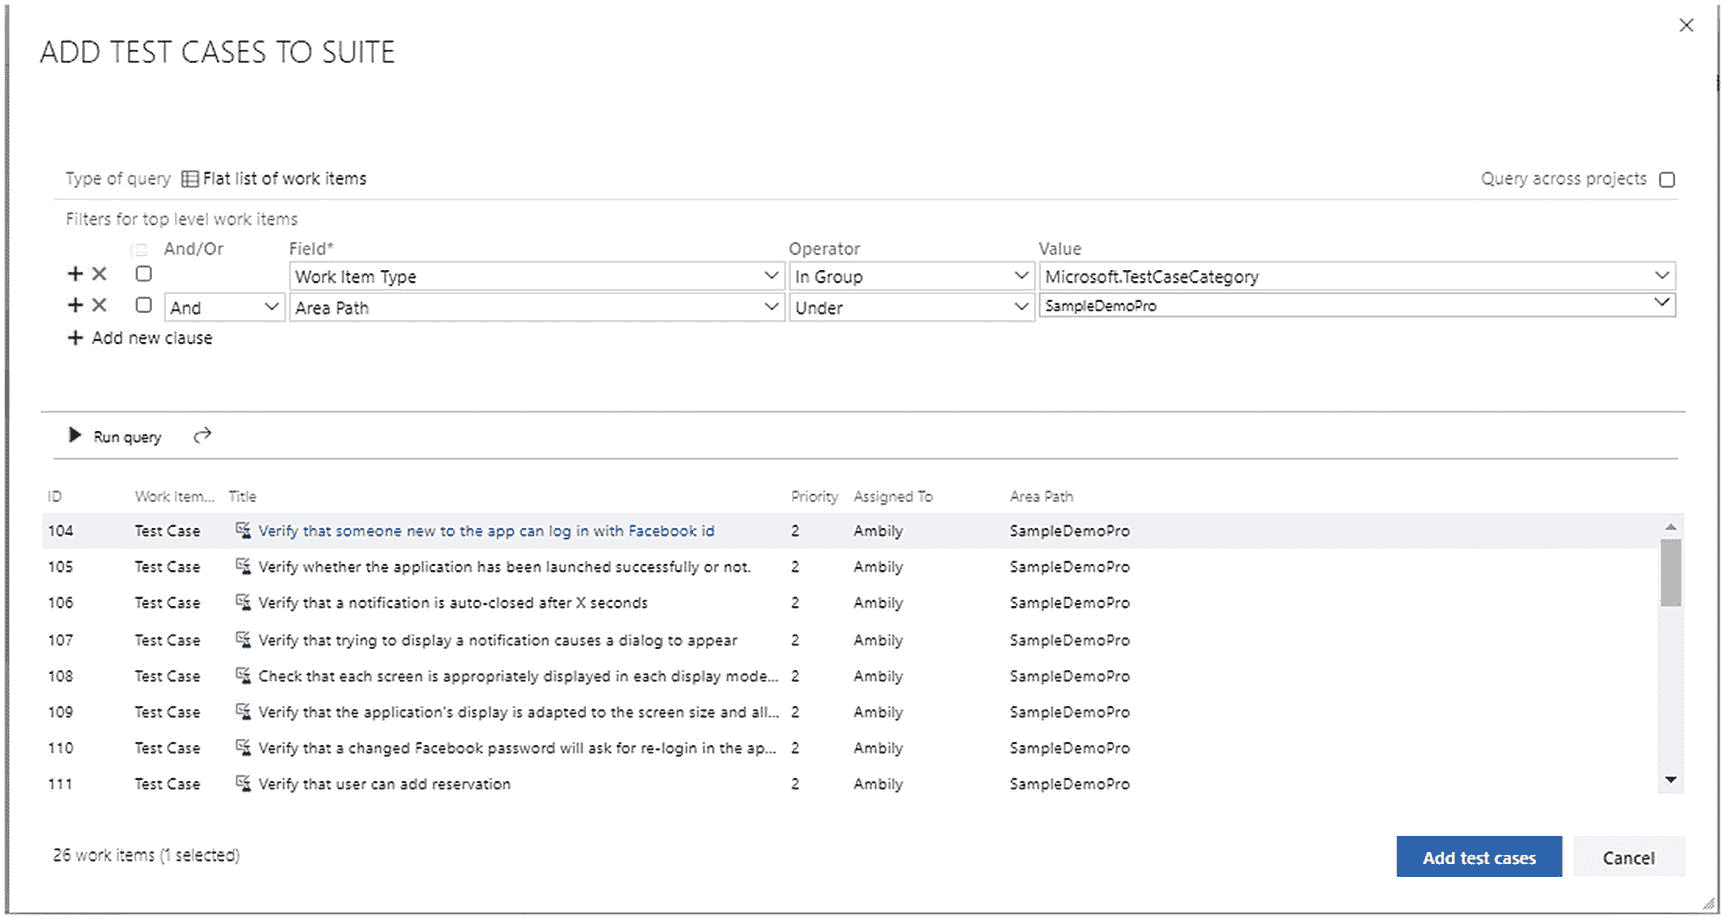 ADD TEST CASES TO SUITE
Type of query Flat list of work items Query across projects
Filters for top level work items
And/Or Field* Operator Value
Work Item Type In Group Microsoft.TestCaseCategory
And Area Path Under SampleDemoPro
Add new clause
Run query
ID Work Item... Title Priority Assigned To Area Path
104 Test Case Verify that someone new to the app can log in with Facebook id 2 Ambily SampleDemoPro
105 Test Case Verify whether the application has been launched successfully or not. 2 Ambily SampleDemoPro
106 Test Case Verify that a notification is auto-closed after X seconds 2 Ambily SampleDemoPro
107 Test Case Verify that trying to display a notification causes a dialog to appear 2 Ambily SampleDemoPro
108 Test Case Check that each screen is appropriately displayed in each display mode... 2 Ambily SampleDemoPro
109 Test Case Verify that the application's display is adapted to the screen size and all... 2 Ambily SampleDemoPro
110 Test Case Verify that a changed Facebook password will ask for re-login in the ap... 2 Ambily SampleDemoPro
111 Test Case Verify that user can add reservation 2 Ambily SampleDemoPro
26 work items (1 selected) Add test cases Cancel